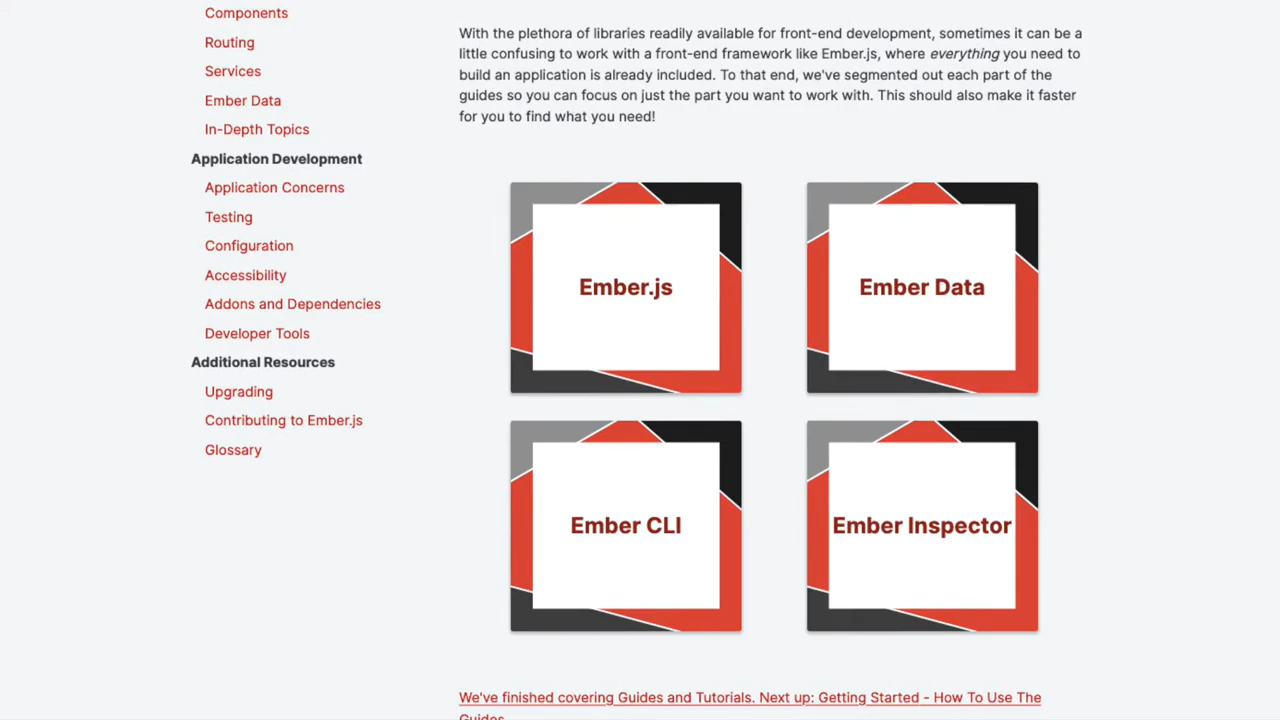 Components
Routing
Services
Ember Data
In-Depth Topics
Application Development
Application Concerns
Testing
Configuration
Accessibility
Addons and Dependencies
Developer Tools
Additional Resources
Upgrading
Contributing to Ember.js
Glossary
With the plethora of libraries readily available for front-end development, sometimes it can be a
little confusing to work with a front-end framework like Ember.js, where everything you need to
build an application is already included. To that end, we've segmented out each part of the
guides so you can focus on just the part you want to work with. This should also make it faster
for you to find what you need!
Ember.js
Ember Data
Ember CLI
Ember Inspector
We've finished covering Guides and Tutorials. Next up: Getting Started - How To Use The
Guides